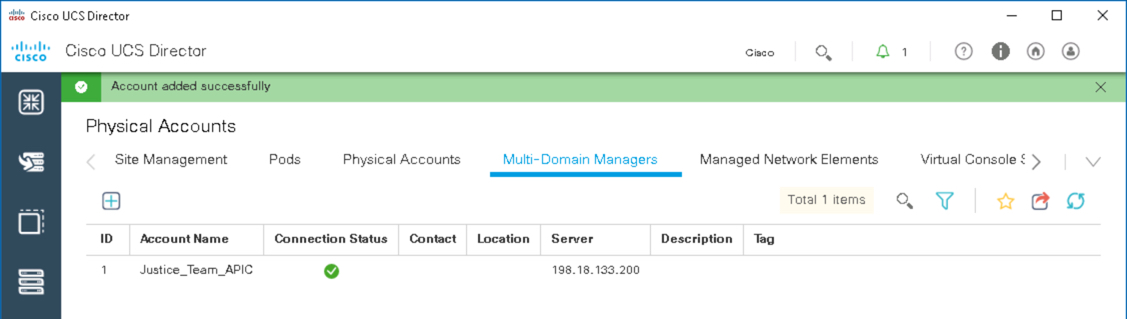 Cisco UCS Director
CISCO Cisco UCS Director Cisco 1
Account added successfully
Physical Accounts
Site Management Pods Physical Accounts Multi-Domain Managers Managed Network Elements Virtual Console
Total 1 items
ID Account Name Connection Status Contact Location Server Description Tag
1 Justice_Team_APIC 198.18.133.200